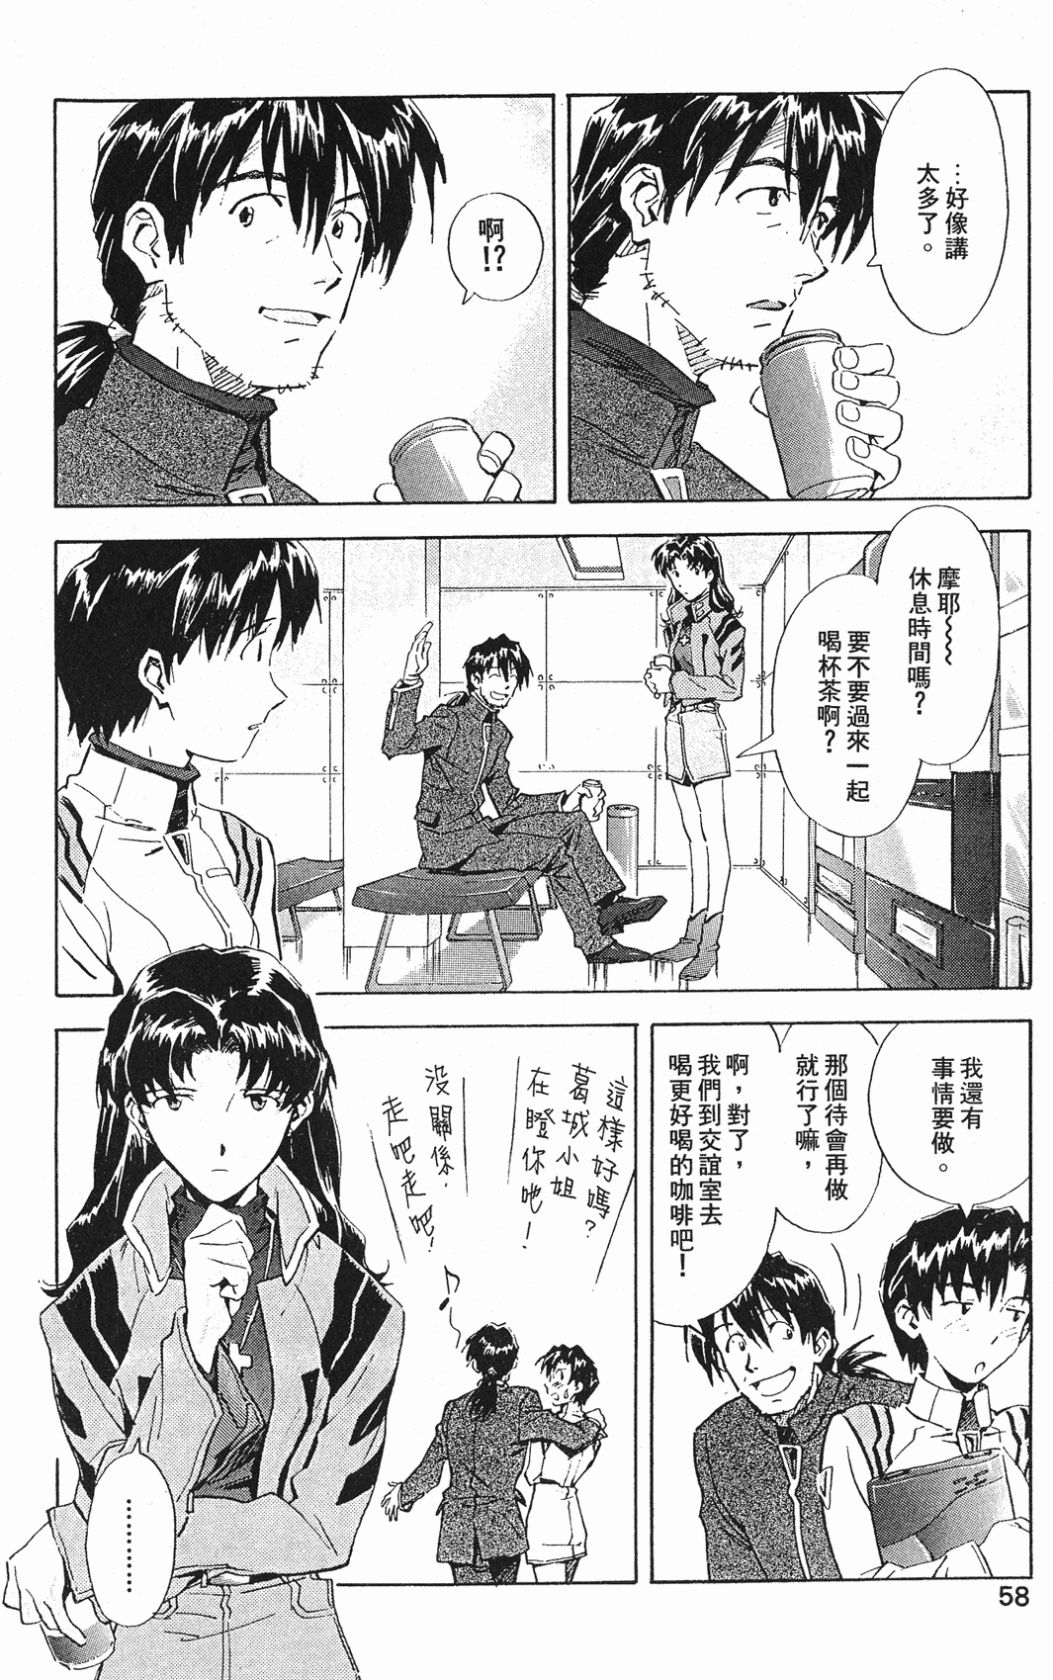 …好像講
太多了。
啊!?
摩耶~~~
休息時間嗎?
要不要過來一起
喝杯茶啊?
我還有
事情要做。
那個待會再做
就行了嘛，
啊，對了，
我們到交誼室去
喝更好喝的咖啡吧!
這樣好嗎?
葛城小姐
在瞪你吔!
沒關係.
走吧走吧!
…………
58